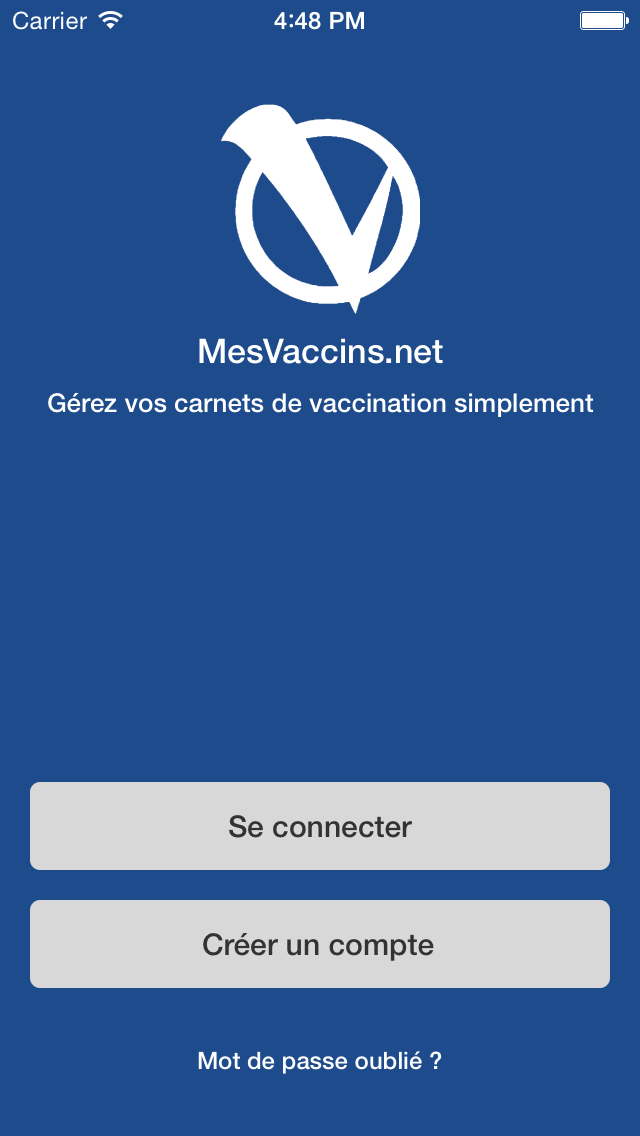 Carrier 4:48 PM
MesVaccins.net
Gérez vos carnets de vaccination simplement
Se connecter
Créer un compte
Mot de passe oublié ?